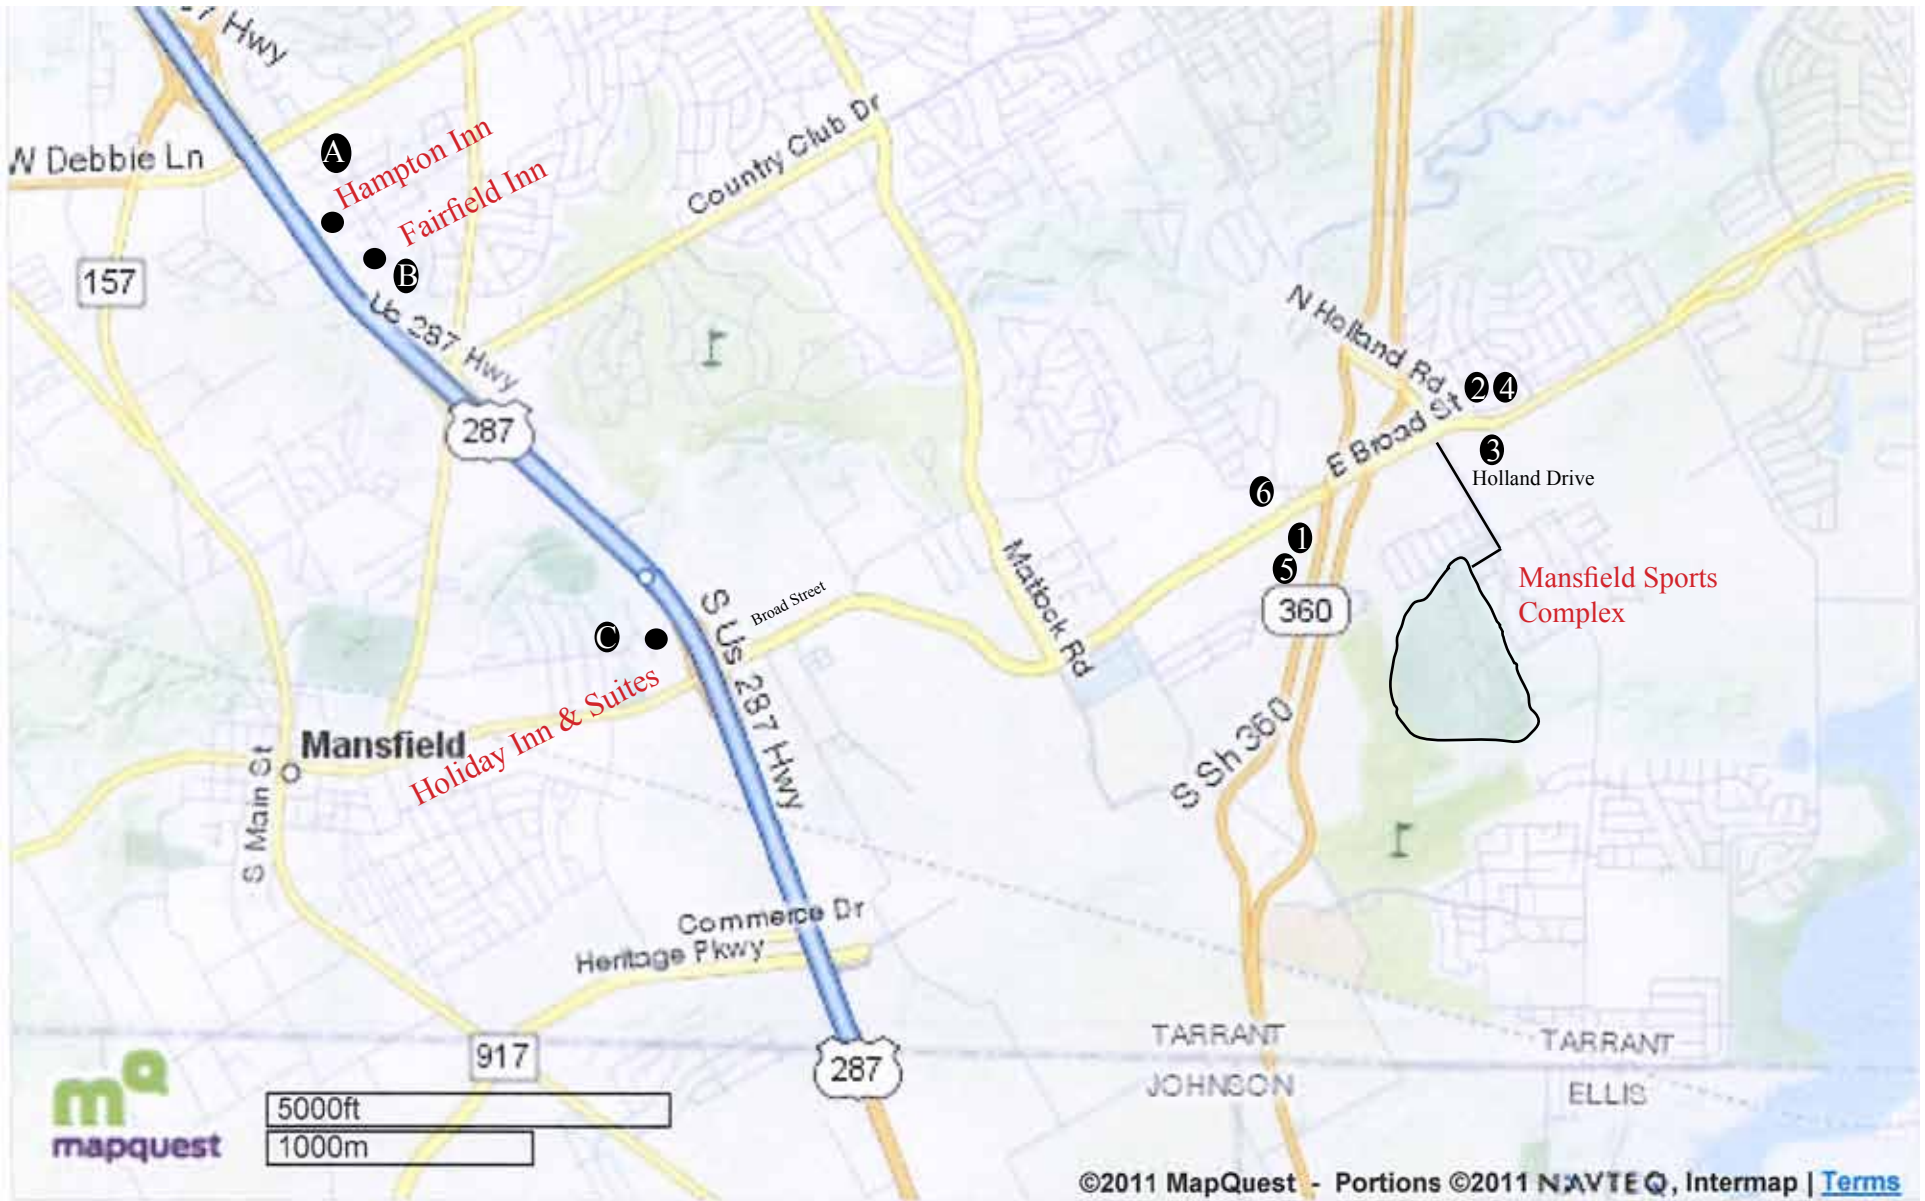 7 Hwy
W Debbie Ln
A
Hampton Inn
Fairfield Inn
B
157
US 287 Hwy
287
Country Club Dr
N Holland Rd
2 4
E Broad St
3
Holland Drive
6
1
5
360
Matlock Rd
Mansfield Sports
Complex
Broad Street
C
S US 287 Hwy
Holiday Inn & Suites
S Sh 360
Mansfield
S Main St
Commerce Dr
Heritage Pkwy
917
287
TARRANT
JOHNSON
TARRANT
ELLIS
mQ
mapquest
5000ft
1000m
©2011 MapQuest - Portions ©2011 NAVTEQ, Intermap | Terms